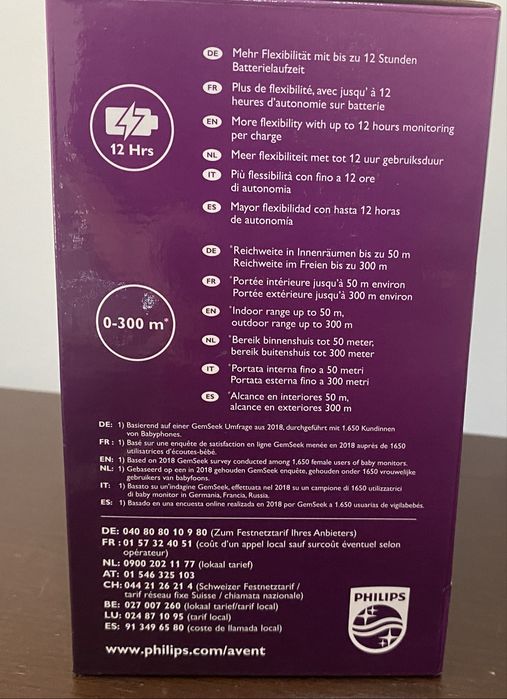 DE Mehr Flexibilität mit bis zu 12 Stunden
Batterielaufzeit
FR Plus de flexibilité, avec jusqu' à 12
heures d'autonomie sur batterie
EN More flexibility with up to 12 hours monitoring
per charge
12 Hrs
NL Meer flexibiliteit met tot 12 uur gebruiksduur
IT Più flessibilità con fino a 12 ore
di autonomia
ES Mayor flexibilidad con hasta 12 horas
de autonomía
DE *Reichweite in Innenräumen bis zu 50 m
Reichweite im Freien bis zu 300 m
FR *Portée intérieure jusqu'à 50 m environ
Portée extérieure jusqu'à 300 m environ
0-300 m*
EN *Indoor range up to 50 m,
outdoor range up to 300 m
NL *Bereik binnenshuis tot 50 meter,
bereik buitenshuis tot 300 meter
IT *Portata interna fino a 50 metri
Portata esterna fino a 300 metri
ES *Alcance en interiores 50 m,
alcance en exteriores 300 m
DE: 1) Basierend auf einer GemSeek Umfrage aus 2018, durchgeführt mit 1.650 Kundinnen
von Babyphones.
FR : 1) Basé sur une enquête de satisfaction en ligne GemSeek menée en 2018 auprès de 1650
utilisatrices d'écoutes-bébé.
EN: 1) Based on 2018 GemSeek survey conducted among 1,650 female users of baby monitors.
NL: 1) Gebaseerd op een in 2018 gehouden GemSeek enquête, gehouden onder 1650 vrouwelijke
gebruikers van babyfoons.
IT: 1) Basato su un'indagine GemSeek, effettuata nel 2018 su un campione di 1650 utilizzatrici
di baby monitor in Germania, Francia, Russia.
ES: 1) Basado en una encuesta online realizada en 2018 por GemSeek a 1.650 usuarias de vigilabebés.
DE: 040 80 80 10 9 80 (Zum Festnetztarif Ihres Anbieters)
FR : 01 57 32 40 51 (coût d'un appel local sauf surcoût éventuel selon
opérateur)
NL: 0900 202 11 77 (lokaal tarief)
AT: 01 546 325 103
CH: 044 21 26 21 4 (Schweizer Festnetztarif /
tarif réseau fixe Suisse / chiamata nazionale)
BE: 027 007 260 (lokaal tarief/tarif local)
LU: 024 87 10 95 (tarif local)
ES: 91 349 65 80 (coste de llamada local)
PHILIPS
www.philips.com/avent